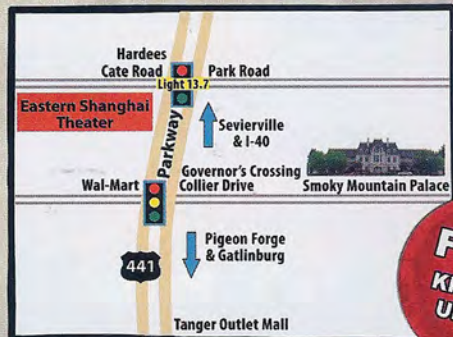 Hardees
Cate Road
Park Road
Light 13.7
Eastern Shanghai
Theater
Parkway
Sevierville
& I-40
Wal-Mart
Governor's Crossing
Collier Drive
Smoky Mountain Palace
441
Pigeon Forge
& Gatlinburg
Tanger Outlet Mall